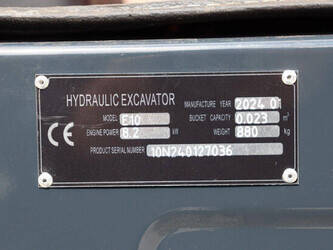 HYDRAULIC EXCAVATOR
MANUFACTURE YEAR 2024 01
MODEL E10
BUCKET CAPACITY 0.023 m³
CE
ENGINE POWER 8.2 kW
WEIGHT 880 kg
PRODUCT SERIAL NUMBER 10N240127036